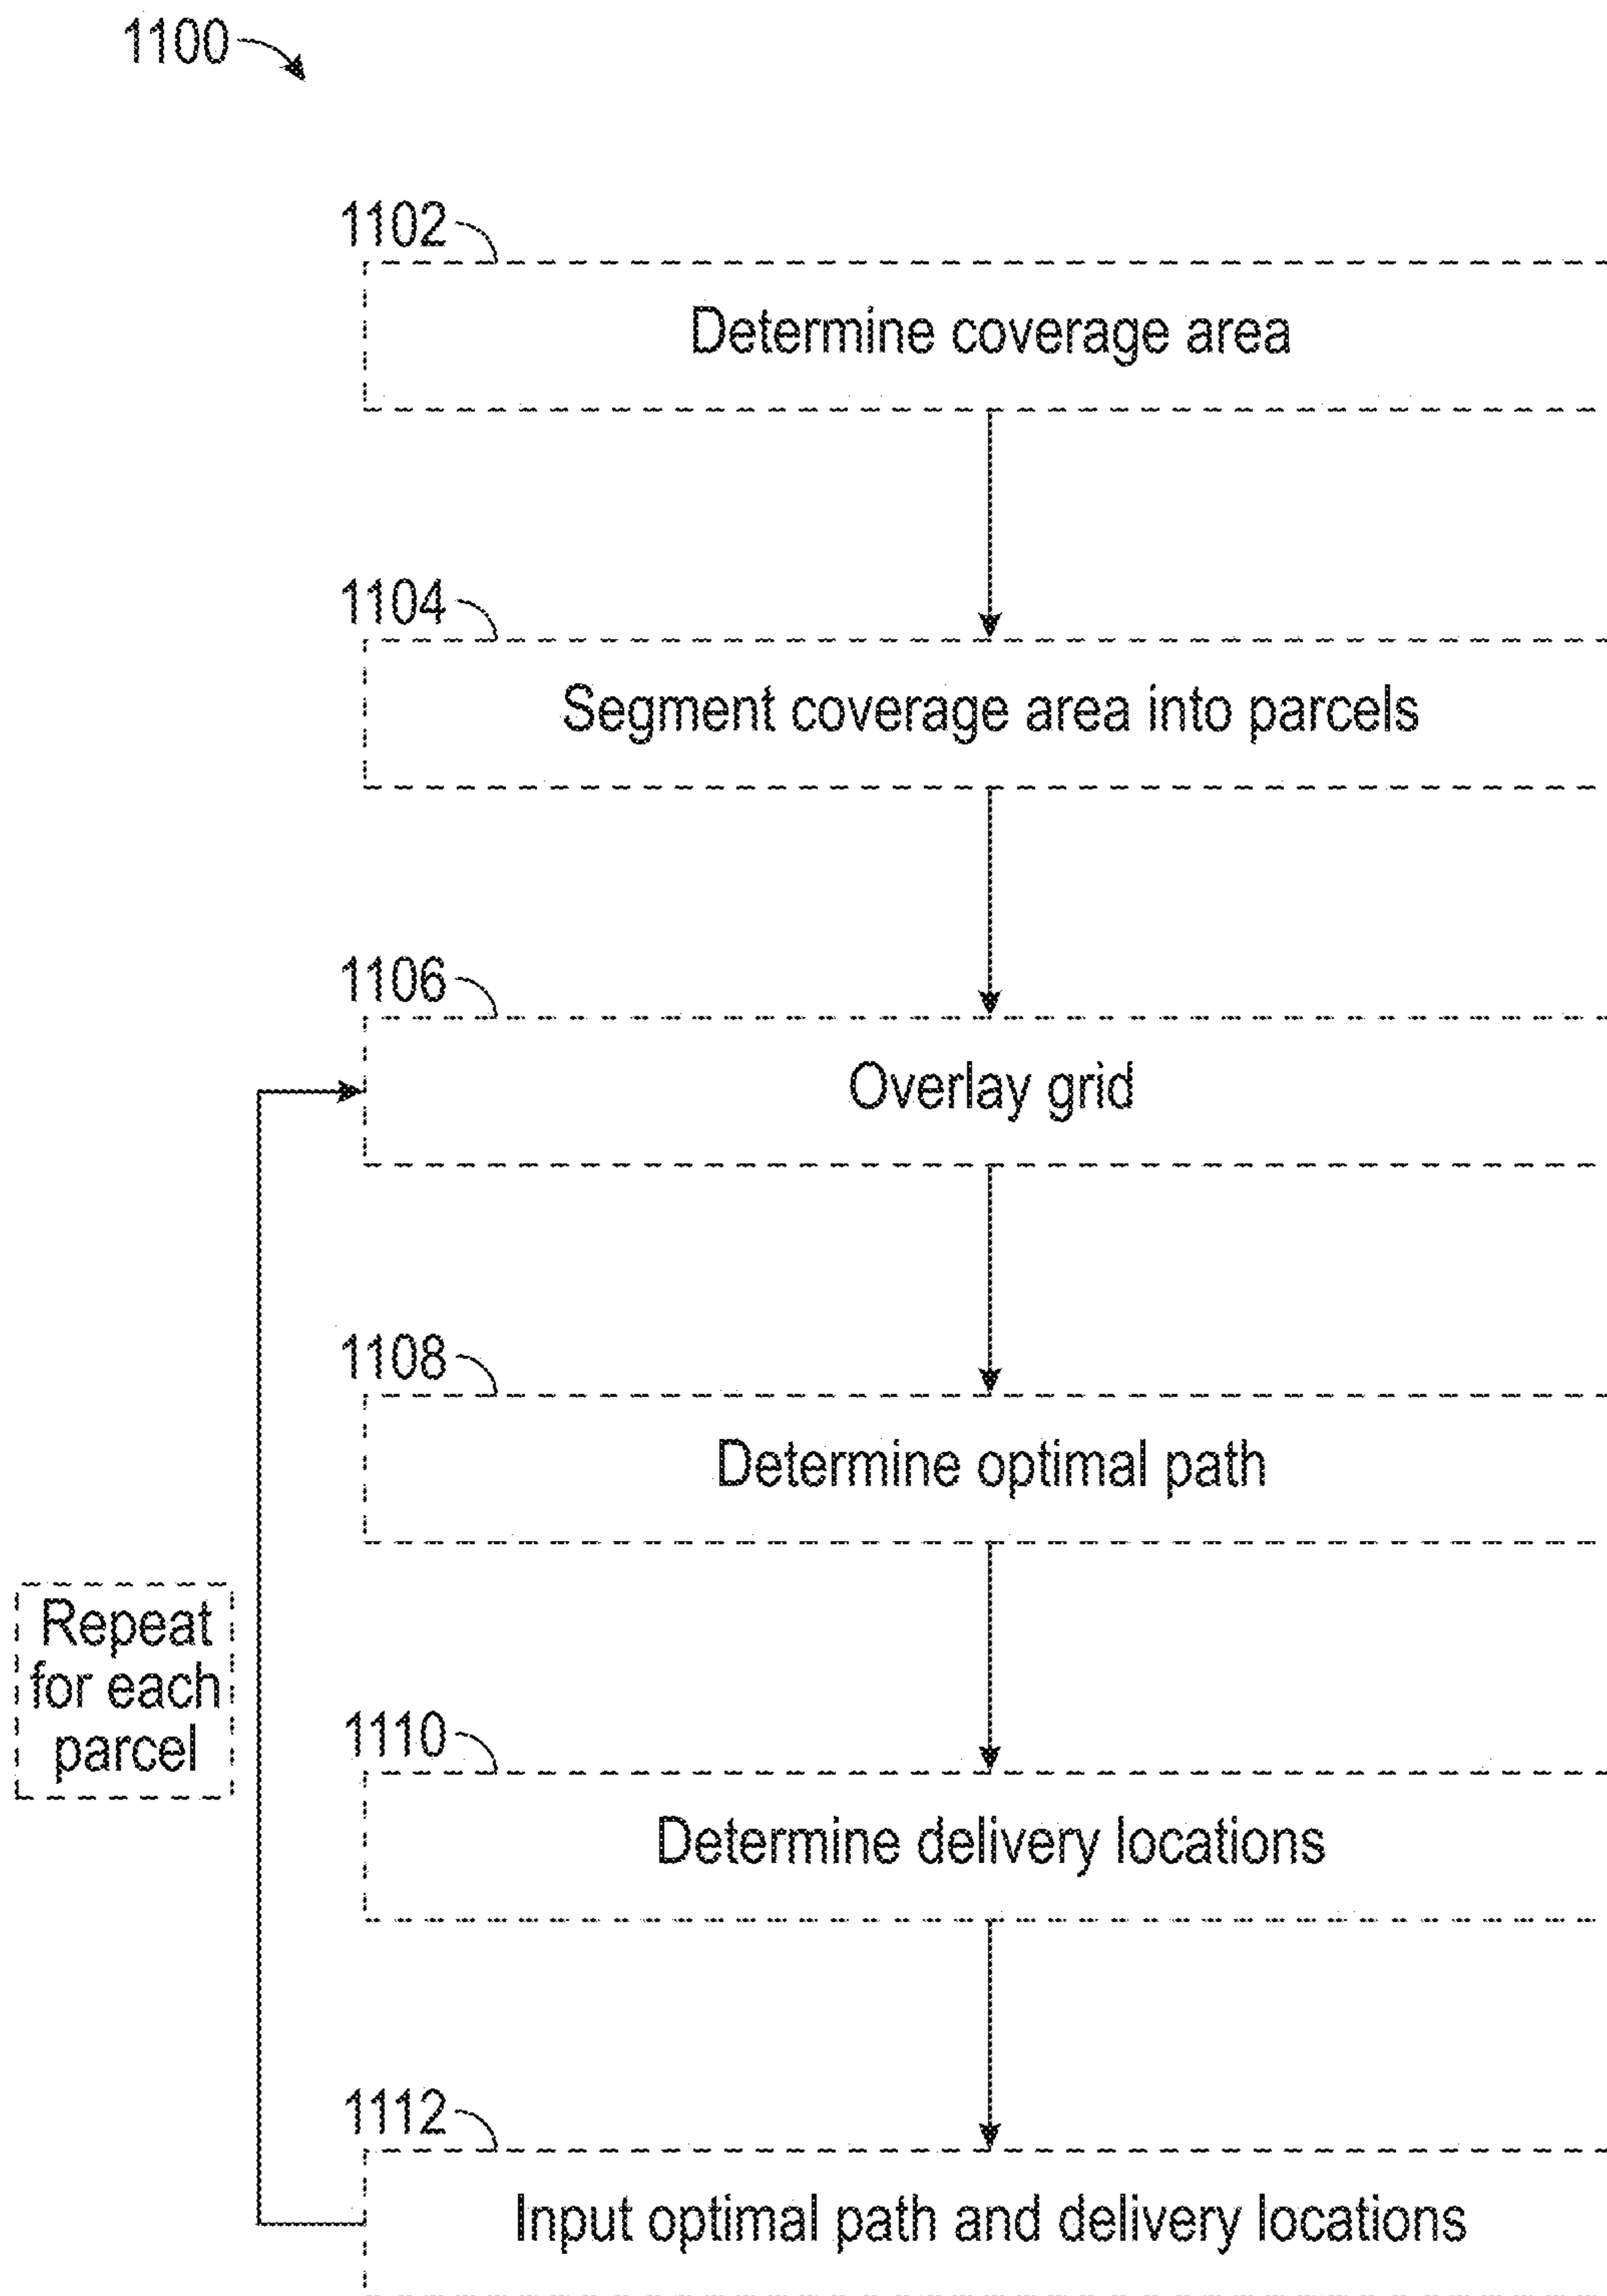 1100
1102
Determine coverage area
1104
Segment coverage area into parcels
1106
Overlay grid
1108
Determine optimal path
Repeat
for each
parcel
1110
Determine delivery locations
1112
Input optimal path and delivery locations